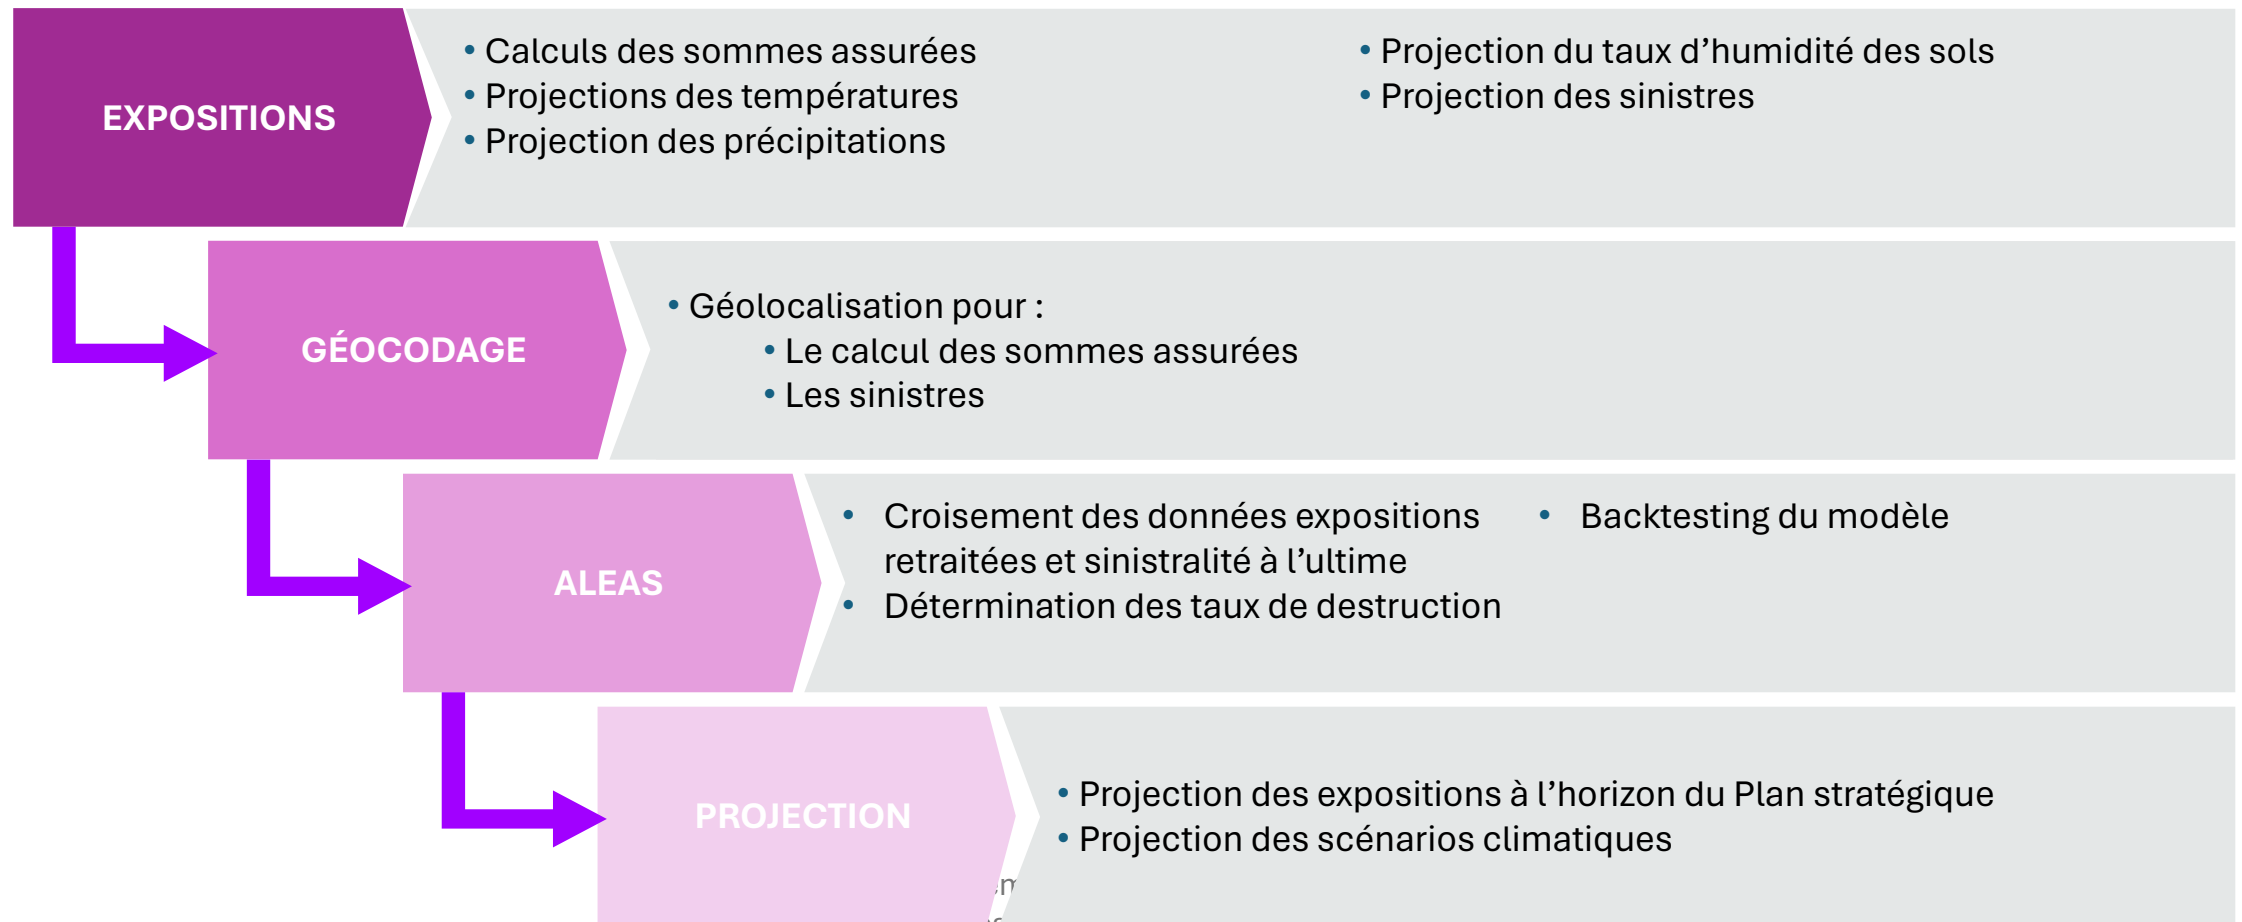 EXPOSITIONS
• Calculs des sommes assurées
• Projections des températures
• Projection des précipitations
• Projection du taux d’humidité des sols
• Projection des sinistres
GÉOCODAGE
• Géolocalisation pour :
• Le calcul des sommes assurées
• Les sinistres
ALEAS
• Croisement des données expositions
retraitées et sinistralité à l’ultime
• Détermination des taux de destruction
• Backtesting du modèle
PROJECTION
• Projection des expositions à l’horizon du Plan stratégique
• Projection des scénarios climatiques